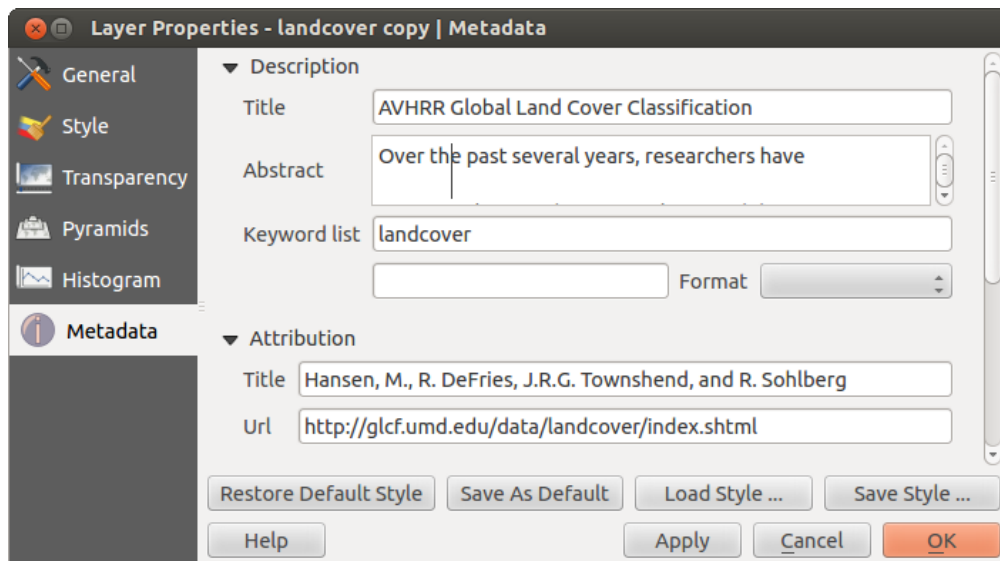 Layer Properties - landcover copy | Metadata
General
Style
Transparency
Pyramids
Histogram
Metadata
Description
Title AVHRR Global Land Cover Classification
Abstract Over the past several years, researchers have
Keyword list landcover
Format
Attribution
Title Hansen, M., R. DeFries, J.R.G. Townshend, and R. Sohlberg
Url http://glcf.umd.edu/data/landcover/index.shtml
Restore Default Style Save As Default Load Style ... Save Style ...
Help Apply Cancel OK